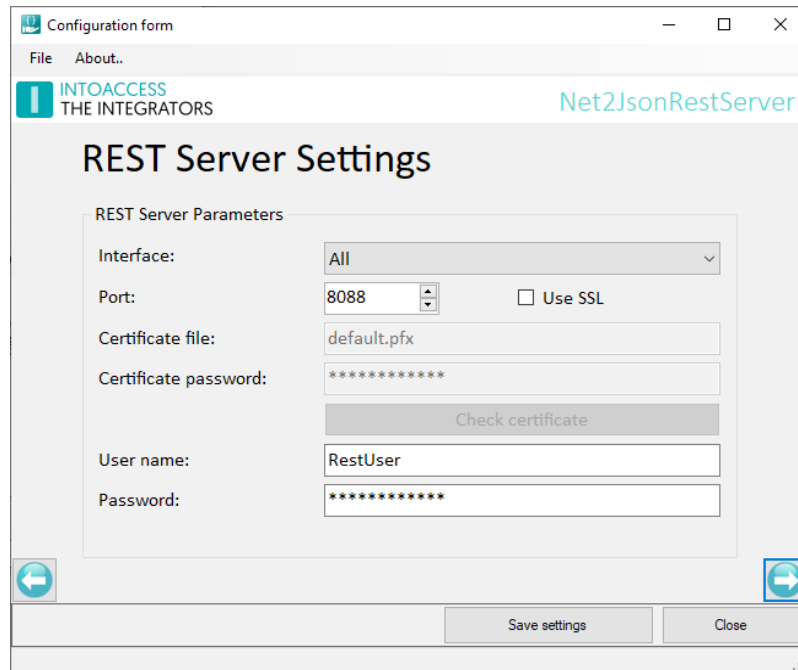 Configuration form
File About..
INTOACCESS
THE INTEGRATORS
Net2JsonRestServer
REST Server Settings
REST Server Parameters
Interface: All
Port: 8088 Use SSL
Certificate file: default.pfx
Certificate password: ************
Check certificate
User name: RestUser
Password: ************
Save settings Close